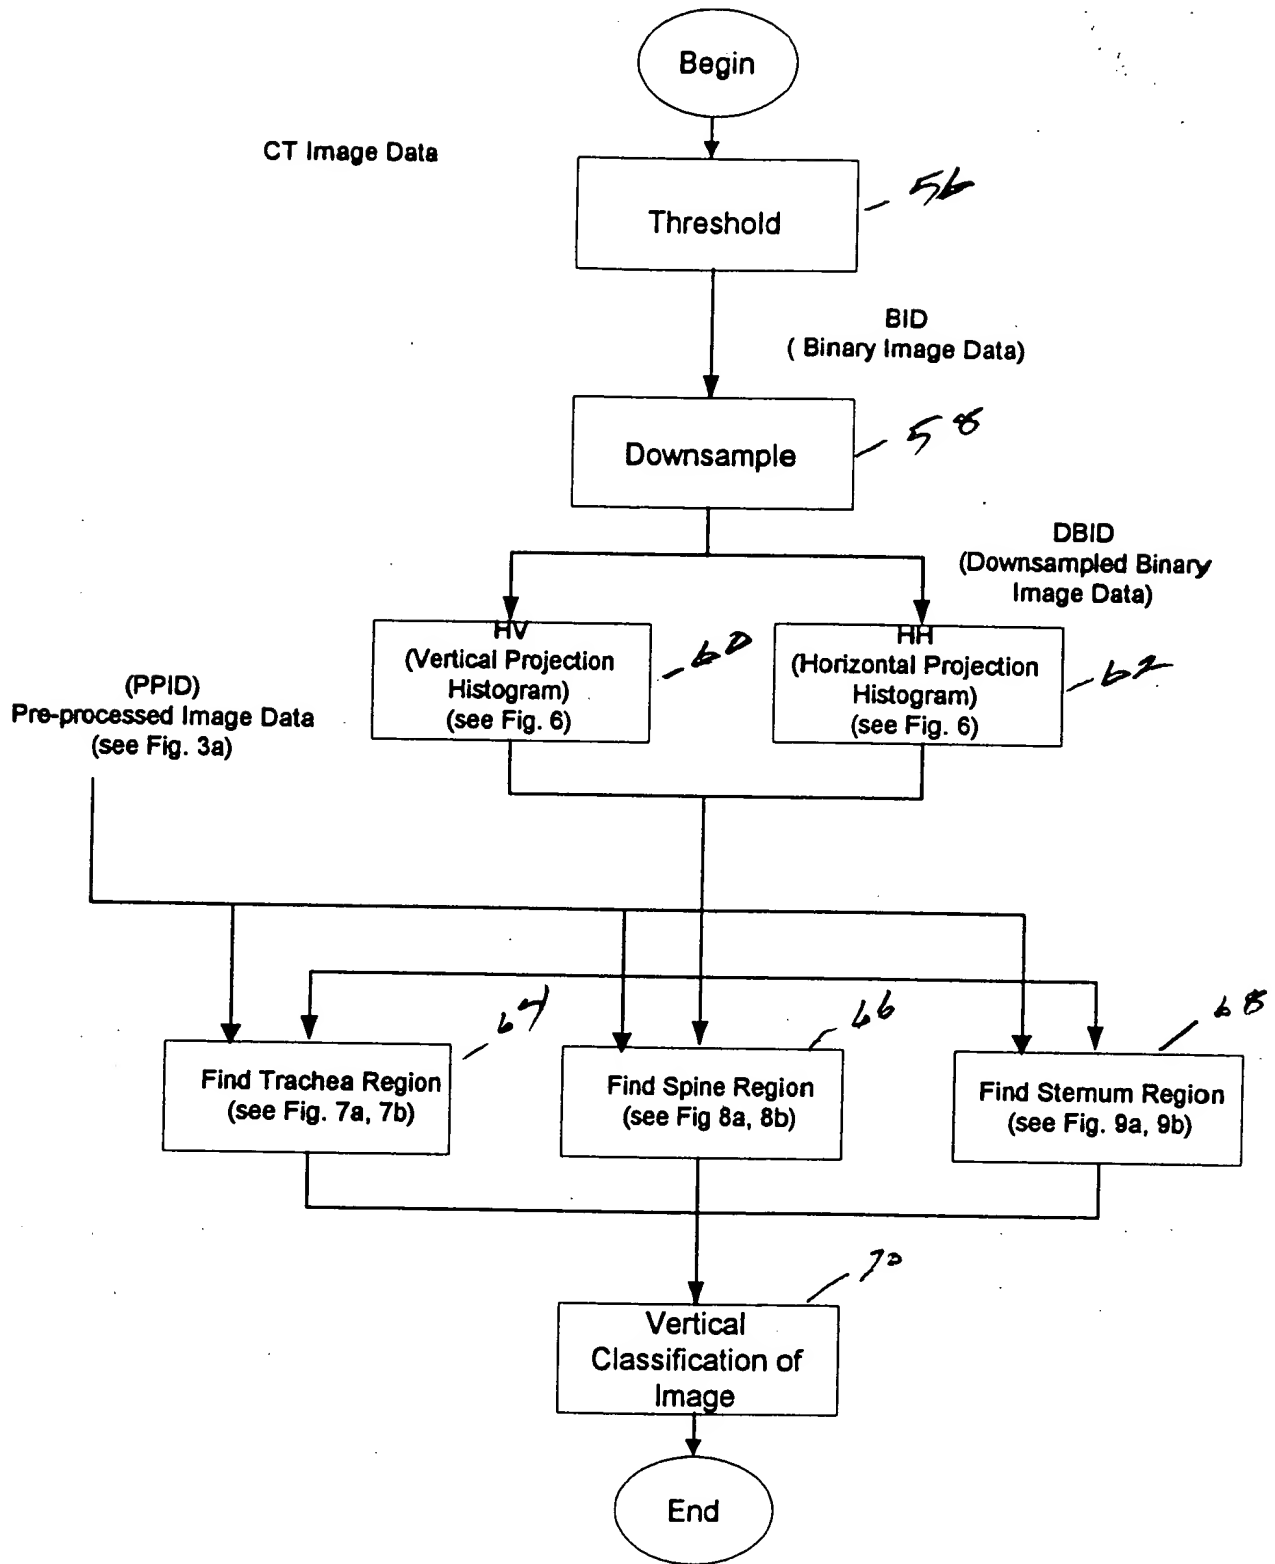 Begin
CT Image Data
Threshold
56
BID
( Binary Image Data)
Downsample
58
DBID
(Downsampled Binary
Image Data)
HV
(Vertical Projection
Histogram)
(see Fig. 6)
60
HH
(Horizontal Projection
Histogram)
(see Fig. 6)
62
(PPID)
Pre-processed Image Data
(see Fig. 3a)
Find Trachea Region
(see Fig. 7a, 7b)
64
Find Spine Region
(see Fig 8a, 8b)
66
Find Sternum Region
(see Fig. 9a, 9b)
68
Vertical
Classification of
Image
70
End